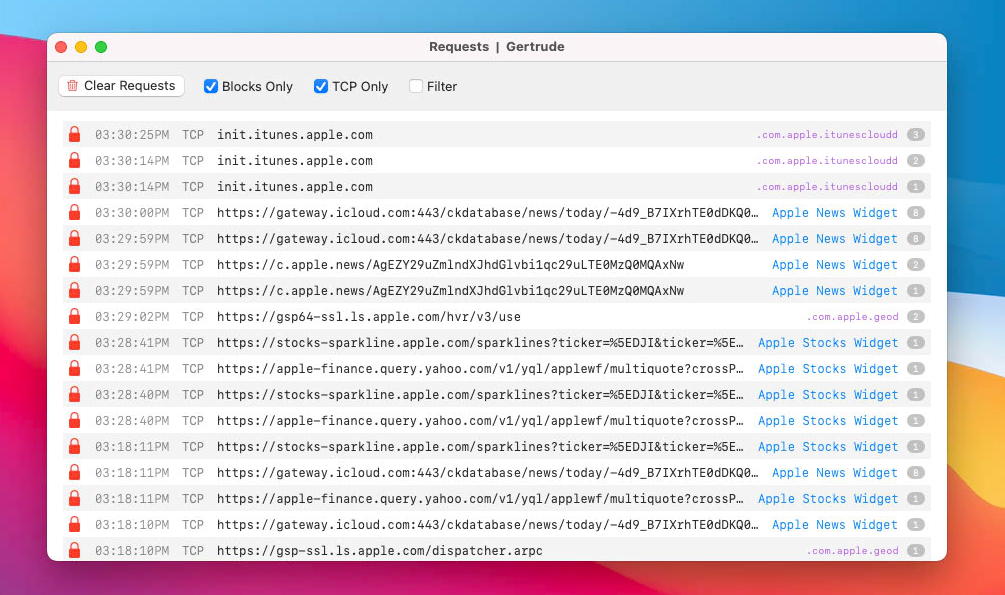 Requests | Gertrude
Clear Requests Blocks Only TCP Only Filter
03:30:25PM TCP init.itunes.apple.com .com.apple.itunescloudd 3
03:30:14PM TCP init.itunes.apple.com .com.apple.itunescloudd 2
03:30:14PM TCP init.itunes.apple.com .com.apple.itunescloudd 1
03:30:00PM TCP https://gateway.icloud.com:443/ckdatabase/news/today/-4d9_B7IXrhTE0dDKQ0… Apple News Widget 8
03:29:59PM TCP https://gateway.icloud.com:443/ckdatabase/news/today/-4d9_B7IXrhTE0dDKQ0… Apple News Widget 8
03:29:59PM TCP https://c.apple.news/AgEZY29uZmlndXJhdGlvbi1qc29uLTE0MzQ0MQAxNw Apple News Widget 2
03:29:59PM TCP https://c.apple.news/AgEZY29uZmlndXJhdGlvbi1qc29uLTE0MzQ0MQAxNw Apple News Widget 1
03:29:02PM TCP https://gsp64-ssl.ls.apple.com/hvr/v3/use .com.apple.geod 2
03:28:41PM TCP https://stocks-sparkline.apple.com/sparklines?ticker=%5EDJI&ticker=%5E… Apple Stocks Widget 1
03:28:41PM TCP https://apple-finance.query.yahoo.com/v1/yql/applewf/multiquote?crossP… Apple Stocks Widget 1
03:28:40PM TCP https://stocks-sparkline.apple.com/sparklines?ticker=%5EDJI&ticker=%5E… Apple Stocks Widget 1
03:28:40PM TCP https://apple-finance.query.yahoo.com/v1/yql/applewf/multiquote?crossP… Apple Stocks Widget 1
03:18:11PM TCP https://stocks-sparkline.apple.com/sparklines?ticker=%5EDJI&ticker=%5E… Apple Stocks Widget 1
03:18:11PM TCP https://gateway.icloud.com:443/ckdatabase/news/today/-4d9_B7IXrhTE0dDKQ0… Apple News Widget 8
03:18:11PM TCP https://apple-finance.query.yahoo.com/v1/yql/applewf/multiquote?crossP… Apple Stocks Widget 1
03:18:10PM TCP https://gateway.icloud.com:443/ckdatabase/news/today/-4d9_B7IXrhTE0dDKQ0… Apple News Widget 1
03:18:10PM TCP https://gsp-ssl.ls.apple.com/dispatcher.arpc .com.apple.geod 1